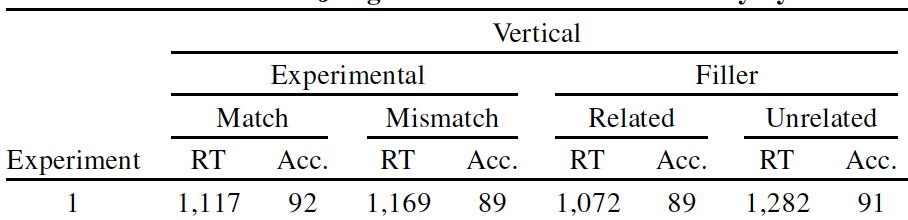 Vertical
Experimental Filler
Match Mismatch Related Unrelated
Experiment RT Acc. RT Acc. RT Acc. RT Acc.
1 1,117 92 1,169 89 1,072 89 1,282 91